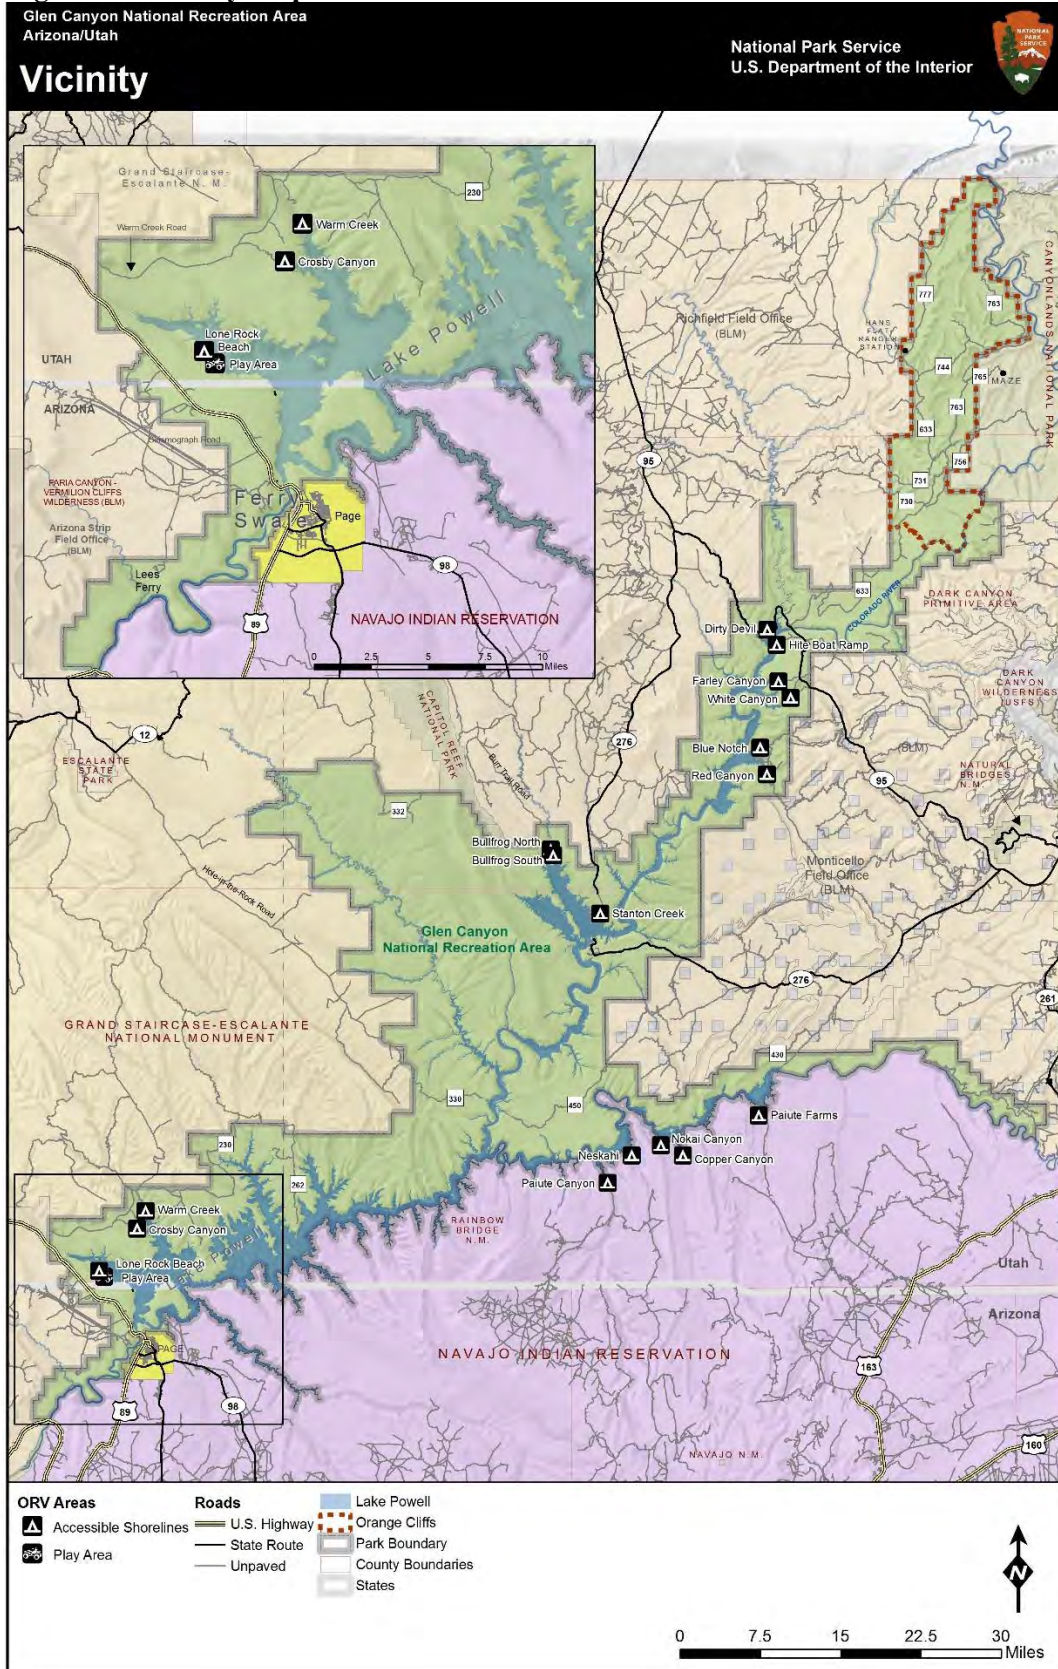 Glen Canyon National Recreation Area
Arizona/Utah
Vicinity
National Park Service
U.S. Department of the Interior
NATIONAL
PARK
SERVICE
Grand Staircase-
Escalante N. M.
230
Warm Creek Road
Warm Creek
Crosby Canyon
Lake Powell
Lone Rock
Beach
Play Area
UTAH
ARIZONA
PARIA CANYON -
VERMILION CLIFFS
WILDERNESS (BLM)
Arizona Strip
Field Office
(BLM)
Ferry
Swale
Page
98
Lees
Ferry
89
NAVAJO INDIAN RESERVATION
0 2.5 5 7.5 10
Miles
CANYONLANDS NATIONAL PARK
777
763
Richfield Field Office
(BLM)
HANS
FLAT
RANGER
STATION
744
765
MAZE
763
633
95
756
731
730
633
COLORADO RIVER
DARK CANYON
PRIMITIVE AREA
Dirty Devil
Hite Boat Ramp
Farley Canyon
White Canyon
DARK
CANYON
WILDERNESS
(USFS)
CAPITOL REEF
NATIONAL PARK
12
276
Blue Notch
(BLM)
ESCALANTE
STATE
PARK
Burr Trail Road
Red Canyon
95
NATURAL
BRIDGES
N.M.
332
Bullfrog North
Bullfrog South
Monticello
Field Office
(BLM)
Hole-in-the-Rock Road
Stanton Creek
Glen Canyon
National Recreation Area
276
261
GRAND STAIRCASE-ESCALANTE
NATIONAL MONUMENT
430
330
450
Paiute Farms
230
Nokai Canyon
Neskahi
Copper Canyon
262
Paiute Canyon
Warm Creek
Crosby Canyon
RAINBOW
BRIDGE
N.M.
Lake Powell
Lone Rock Beach
Play Area
Utah
Arizona
PAGE
NAVAJO INDIAN RESERVATION
163
89
98
NAVAJO N.M.
160
ORV Areas
Accessible Shorelines
Play Area
Roads
U.S. Highway
State Route
Unpaved
Lake Powell
Orange Cliffs
Park Boundary
County Boundaries
States
N
0 7.5 15 22.5 30
Miles